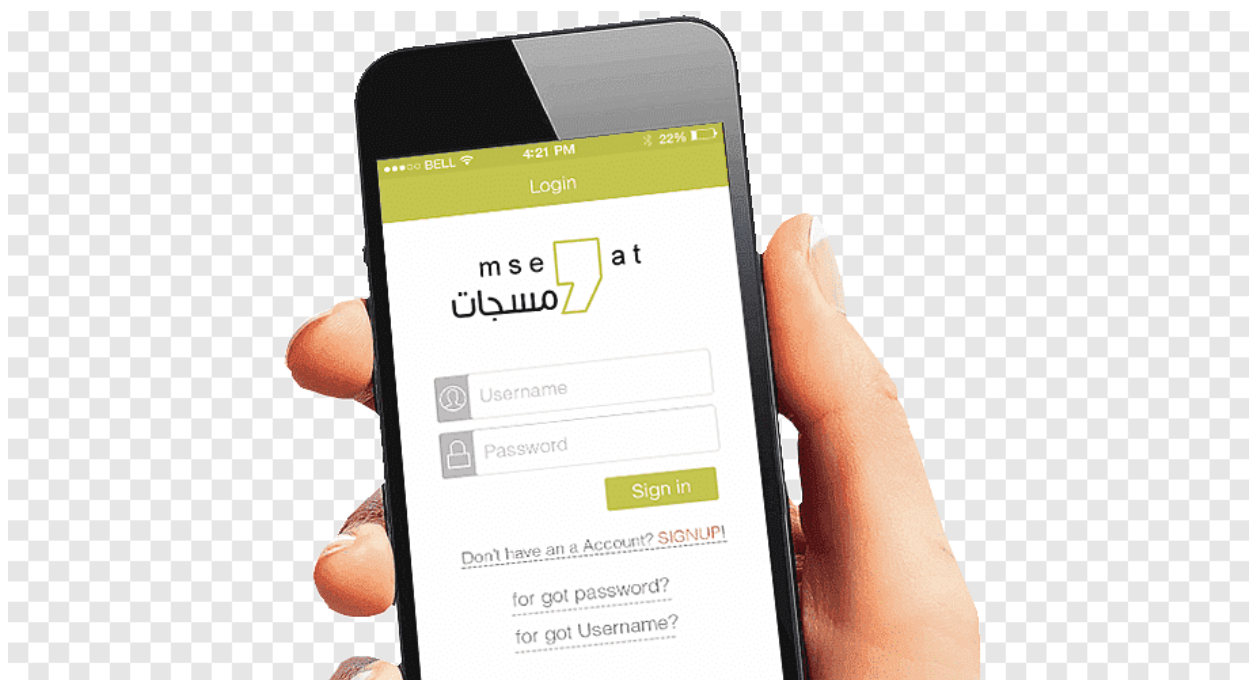 BELL 4:21 PM 22%
Login
mse at
مسجات
Username
Password
Sign in
Don't have an a Account? SIGNUP!
for got password?
for got Username?